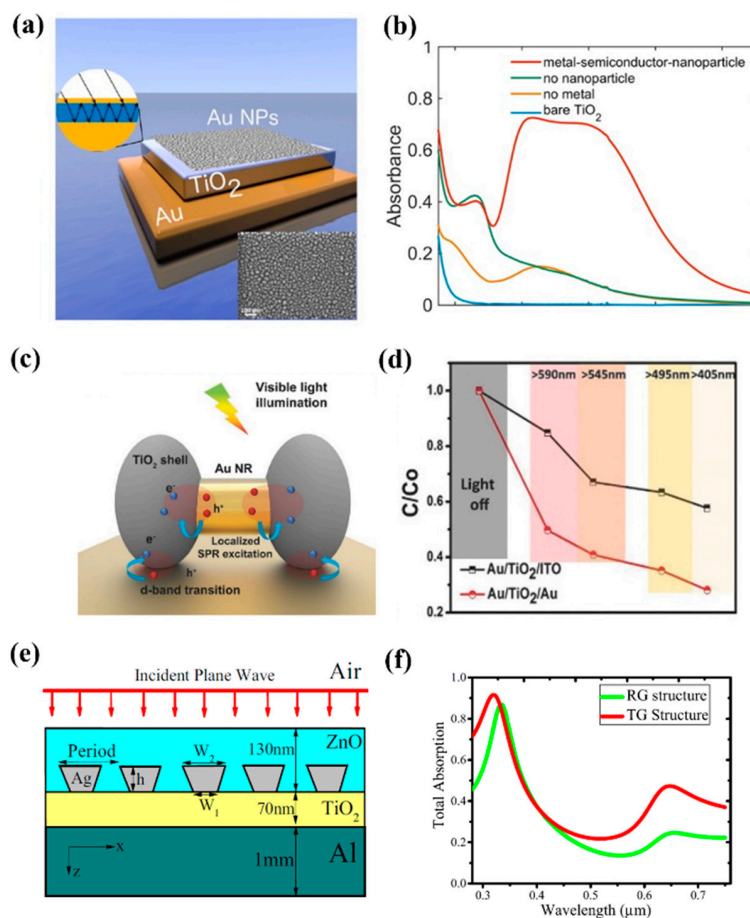 (a)
Au NPs
TiO2
Au
(b)
Absorbance
1
0.8
0.6
0.4
0.2
0
metal-semiconductor-nanoparticle
no nanoparticle
no metal
bare TiO2
(c)
Visible light
illumination
TiO2 shell
Au NR
e-
h+
Localized
SPR excitation
e-
h+
d-band transition
(d)
C/Co
1.0
0.8
0.6
0.4
0.2
>590nm
>545nm
>495nm
>405nm
Light
off
Au/TiO2/ITO
Au/TiO2/Au
(e)
Incident Plane Wave
Air
ZnO
130nm
Period
W2
Ag
h
W1
70nm
TiO2
x
z
1mm
Al
(f)
Total Absorption
1.0
0.8
0.6
0.4
0.2
0.0
RG structure
TG Structure
0.3
0.4
0.5
0.6
0.7
Wavelength (μm)